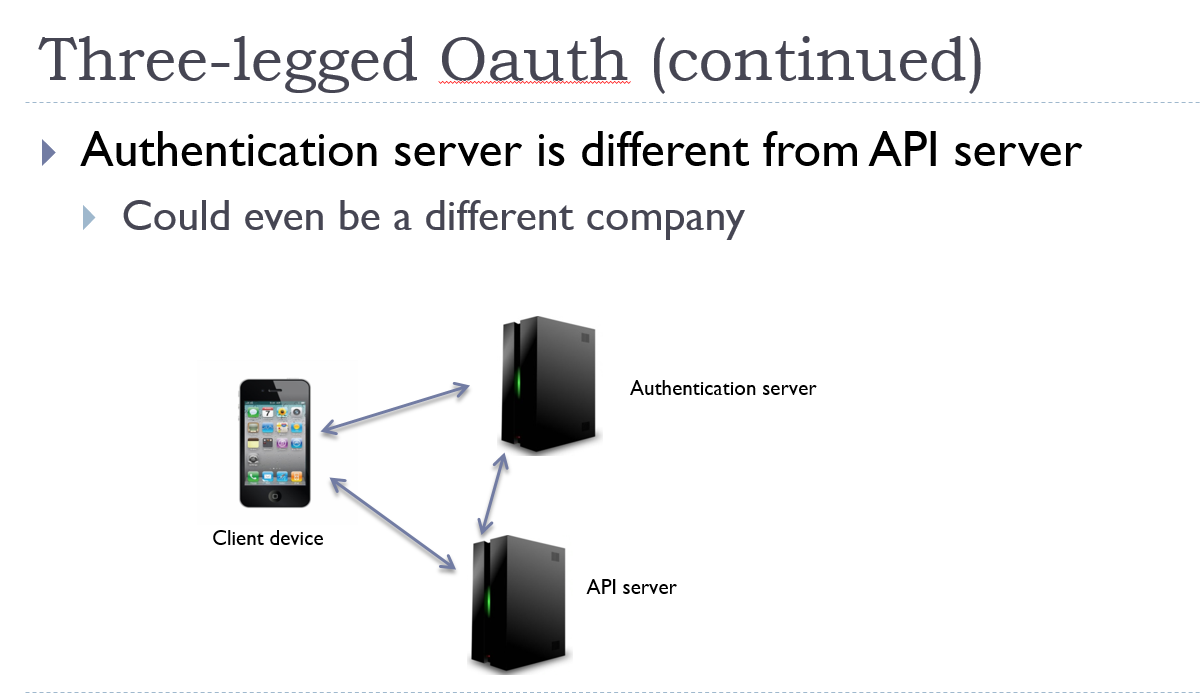 Three-legged Oauth (continued)
Authentication server is different from API server
Could even be a different company
Authentication server
Client device
API server